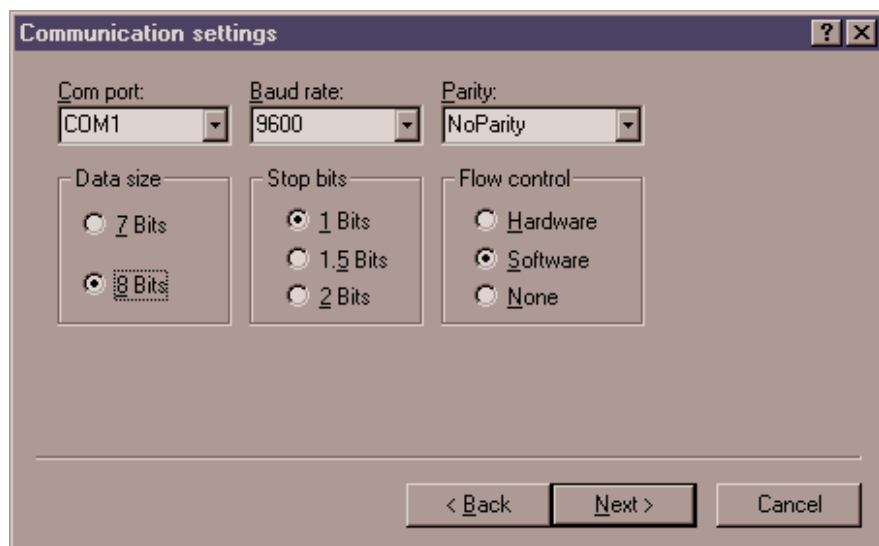 Communication settings
Com port: Baud rate: Parity:
COM1 9600 NoParity
Data size Stop bits Flow control
7 Bits 1 Bits Hardware
8 Bits 1.5 Bits Software
2 Bits None
< Back Next > Cancel